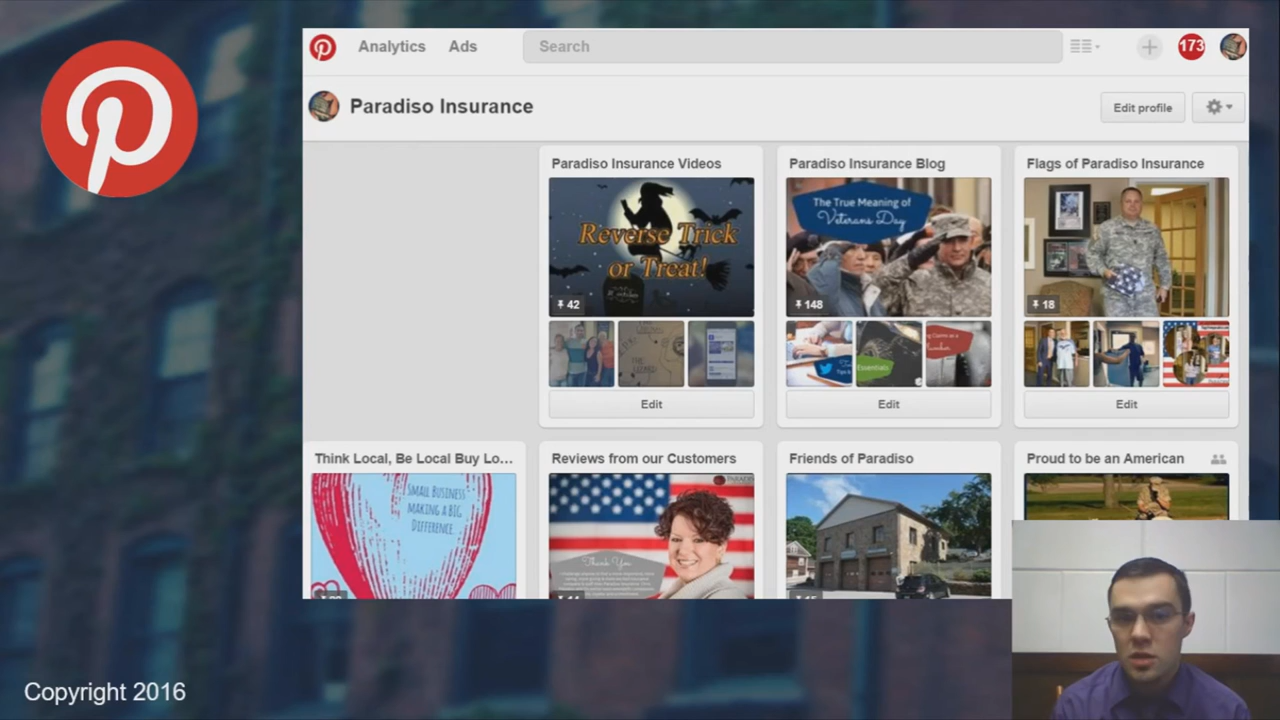 Analytics Ads Search 173
Paradiso Insurance Edit profile
Paradiso Insurance Videos
Reverse Trick
or Treat!
42
Edit
Paradiso Insurance Blog
The True Meaning of
Veterans Day
148
Essentials
Edit
Flags of Paradiso Insurance
18
Edit
Think Local, Be Local Buy Lo...
Small Business
making a big
difference
Reviews from our Customers
Thank You
Friends of Paradiso
Proud to be an American
Copyright 2016